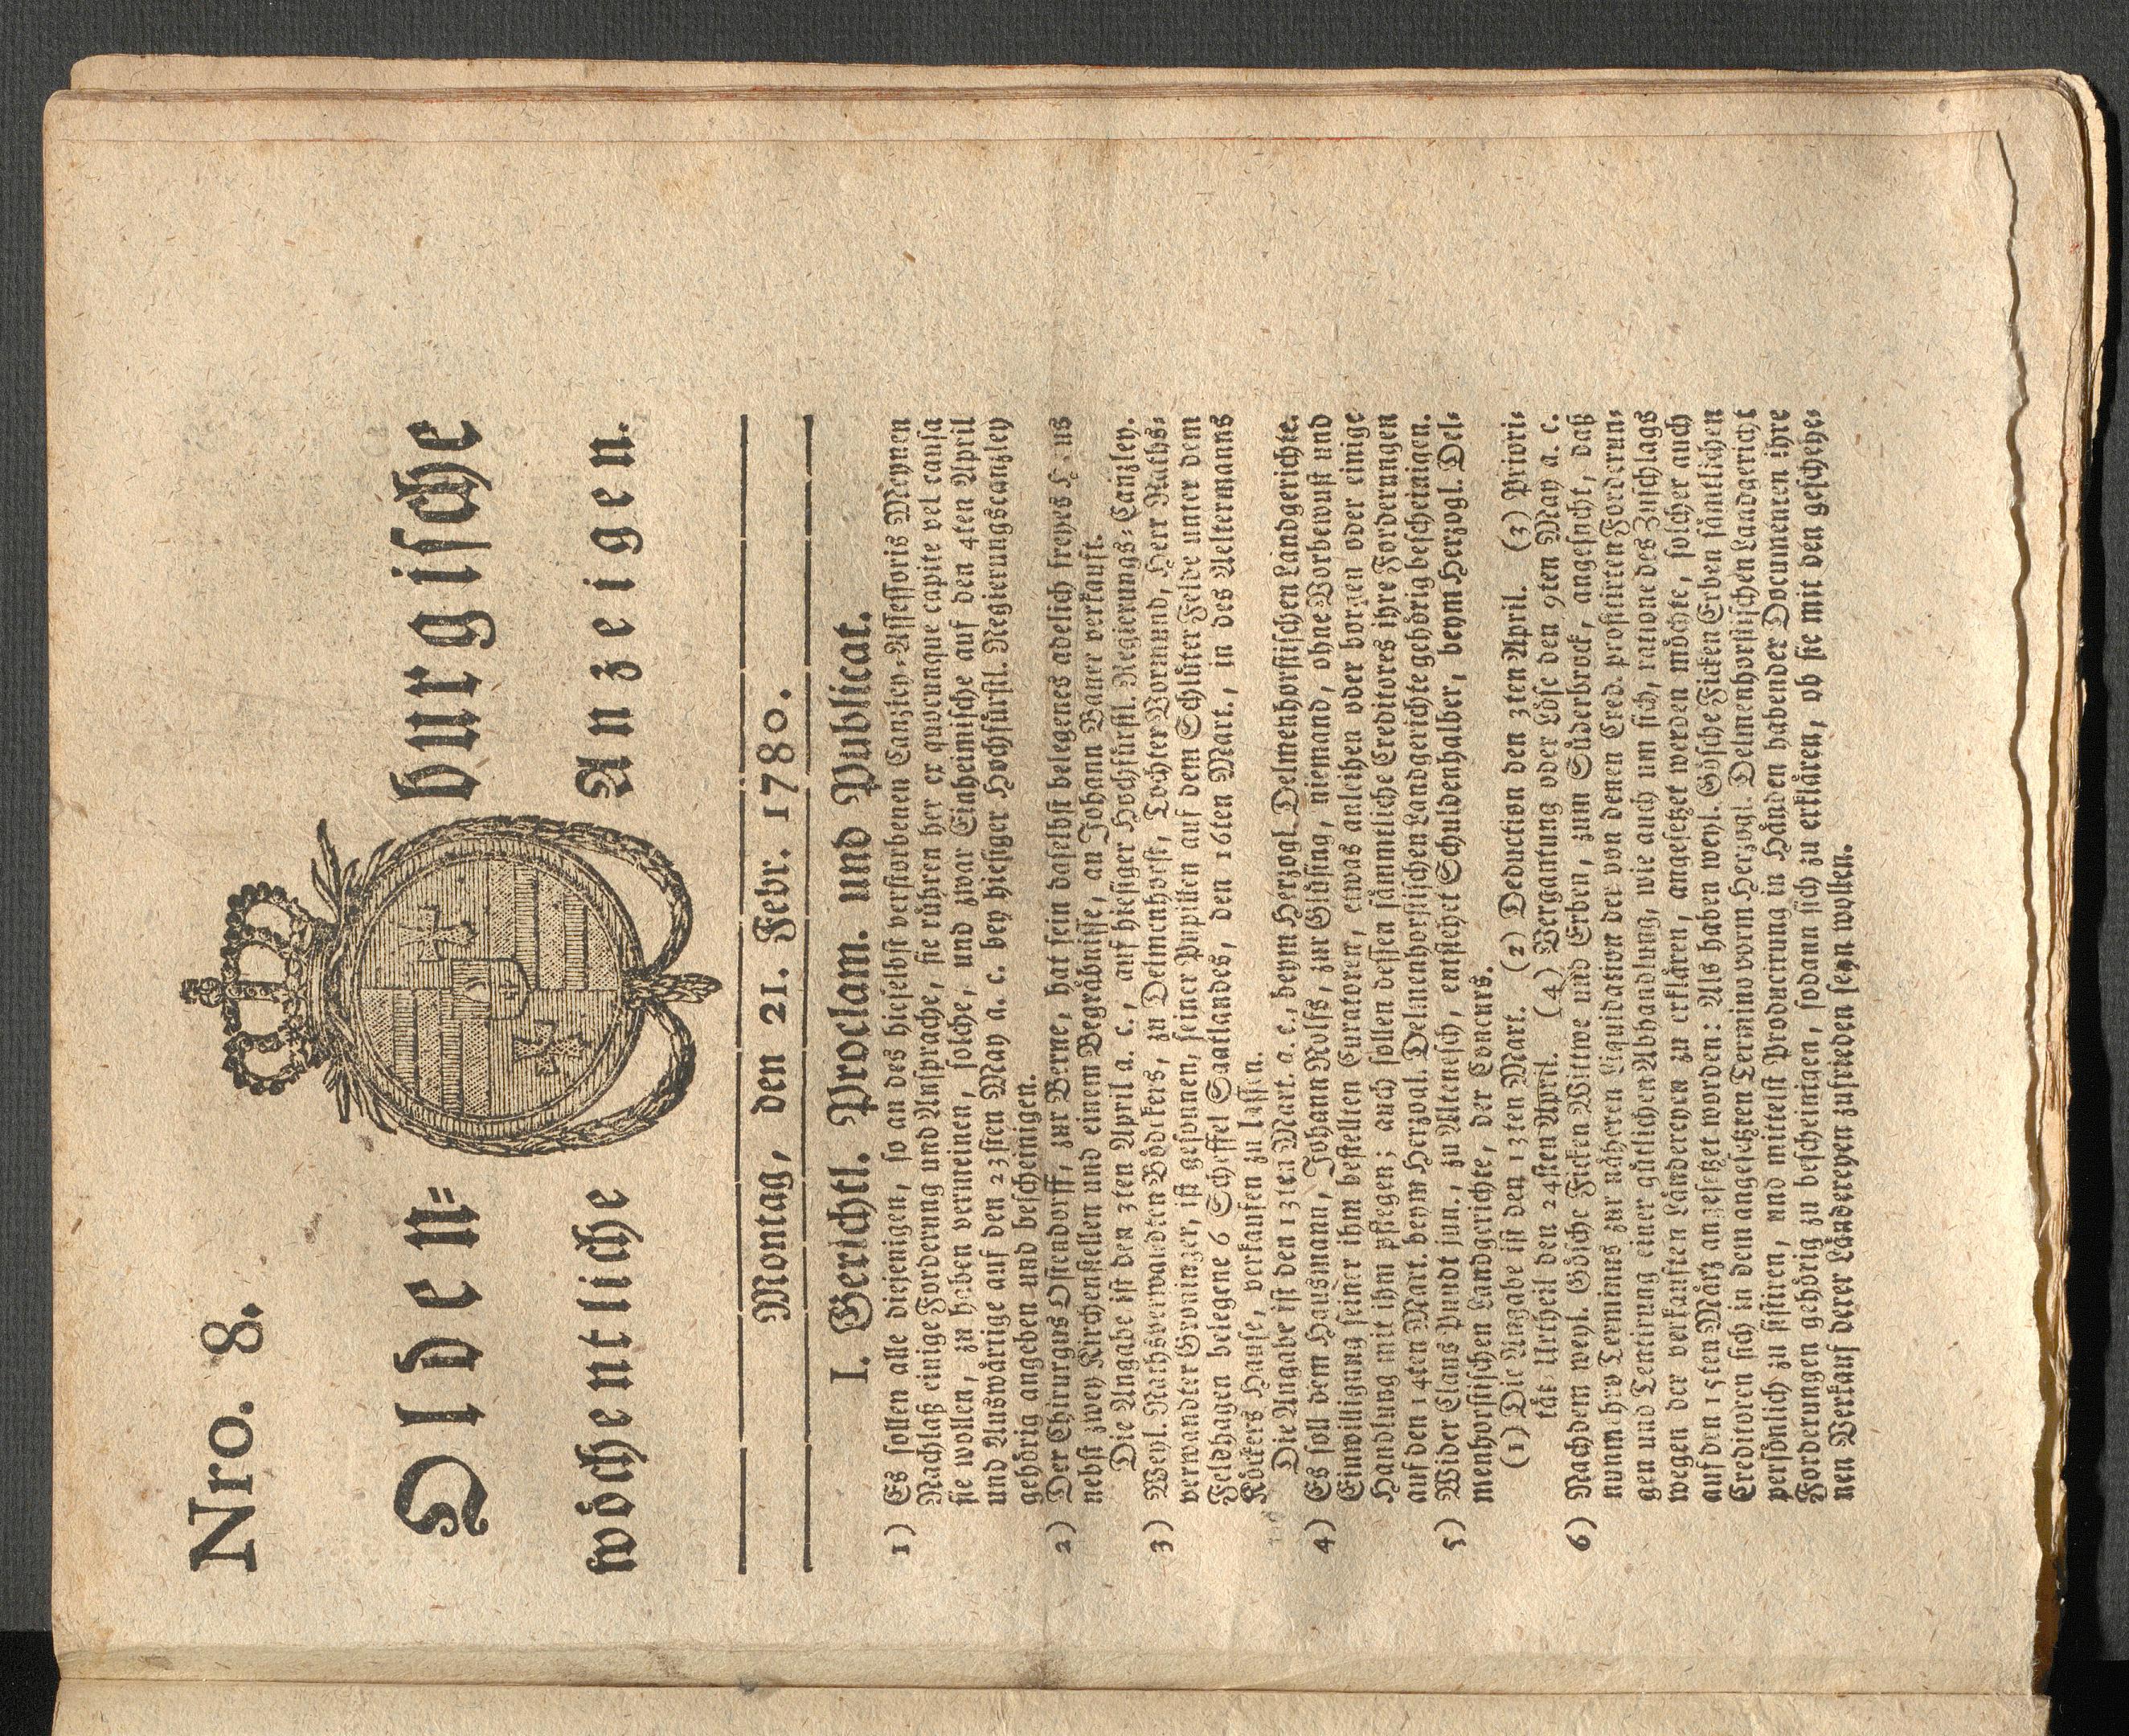 Nro. 8.
Olden⸗ burgische
wöchentliche Anzeigen.
Montag, den 21. Febr. 1780.
I. Gerichtl. Proclam. und Publicat.
1) Es sollen alle diejenigen, so an des hieselbst verstorbenen Canzley⸗Assessoris Meynen
Nachlaß einige Forderung und Ansprache, sie rühren her ex quocunque capite vel causa
sie wollen, zu haben vermeinen, solche, und zwar Einheimische auf den 4ten April
und Auswärtige auf den 23sten May a. c. bey hiesiger Hochfürstl. Regierungscanzley
gehörig angeben und bescheinigen.
2) Der Chirurgus Ostendorff, zur Berne, hat sein daselbst belegenes adelich freyes
nebst zwey Kirchenstellen und einem Begräbnisse, an Johann Bauer verkauft.
Die Angabe ist den 3ten April a. c., auf hiesiger Hochfürstl. Regierungs⸗Canzley.
3) Weyl. Rathsverwandten Bödekers, zu Delmenhorst, Tochter Vormund, Herr Raths⸗
verwandter Groninger, ist gesonnen, seiner Pupillen auf dem Schlüter Felde unter dem
Feldhagen belegene 6 Scheffel Saatlandes, den 16ten Mart., in des Aeltermanns
Röckers Hause, verkaufen zu lassen.
Die Angabe ist den 13ten Mart. a. c., beym Herzogl Delmenhorstischen Landgerichte.
4) Es soll dem Hausmann, Johann Rolfs, zur Glüsing, niemand, ohne Vorbewust und
Einwilligung seiner ihm bestellten Curatoren, etwas anleihen oder borgen oder einige
Handlung mit ihm pflegen; auch sollen dessen sämmtliche Creditores ihre Forderungen
auf den 14ten Mart. beym Herzogl. Delmenhorstischen Landgerichte gehörig bescheinigen.
5) Wider Claus Pundt jun., zu Altenesch, entstehet Schuldenhalber, beym Herzogl. Del⸗
menhorstischen Landgerichte, der Concurs.
(1) Die Angabe ist den 13ten Mart. (2) Deduction den 3ten April. (3) Priori⸗
tät⸗Urtheil den 24sten April. (4) Vergantung oder Löse den 9ten May a. c.
6) Nachdem weyl. Gösche Ficken Wittwe und Erben, zum Süderbrock, angesucht, daß
nunmehro Terminus zur näheren Liquidation der von denen Cred. profitirten Forderun⸗
gen und Tentirung einer gütlichen Abhandlung, wie auch um sich, ratione des Zuschlags
wegen der verkauften Länderenen zu erklären, angesetzet werden möchte, solcher auch
auf den 15ten März angesetzet worden: Als haben weyl. Gösche Ficken Erben sämtlichen
Creditoren sich in dem angesetzten Termino vorm Herzogl. Delmenhorstischen Landgericht
persönlich zu sistiren, und mittelst Producirung in Händen habender Documenten ihre
Forderungen gehörig zu bescheinigen, sodann sich zu erklären, ob sie mit den geschehe⸗
nen Verkauf derer Länderenen zufrieden seyn wollen.